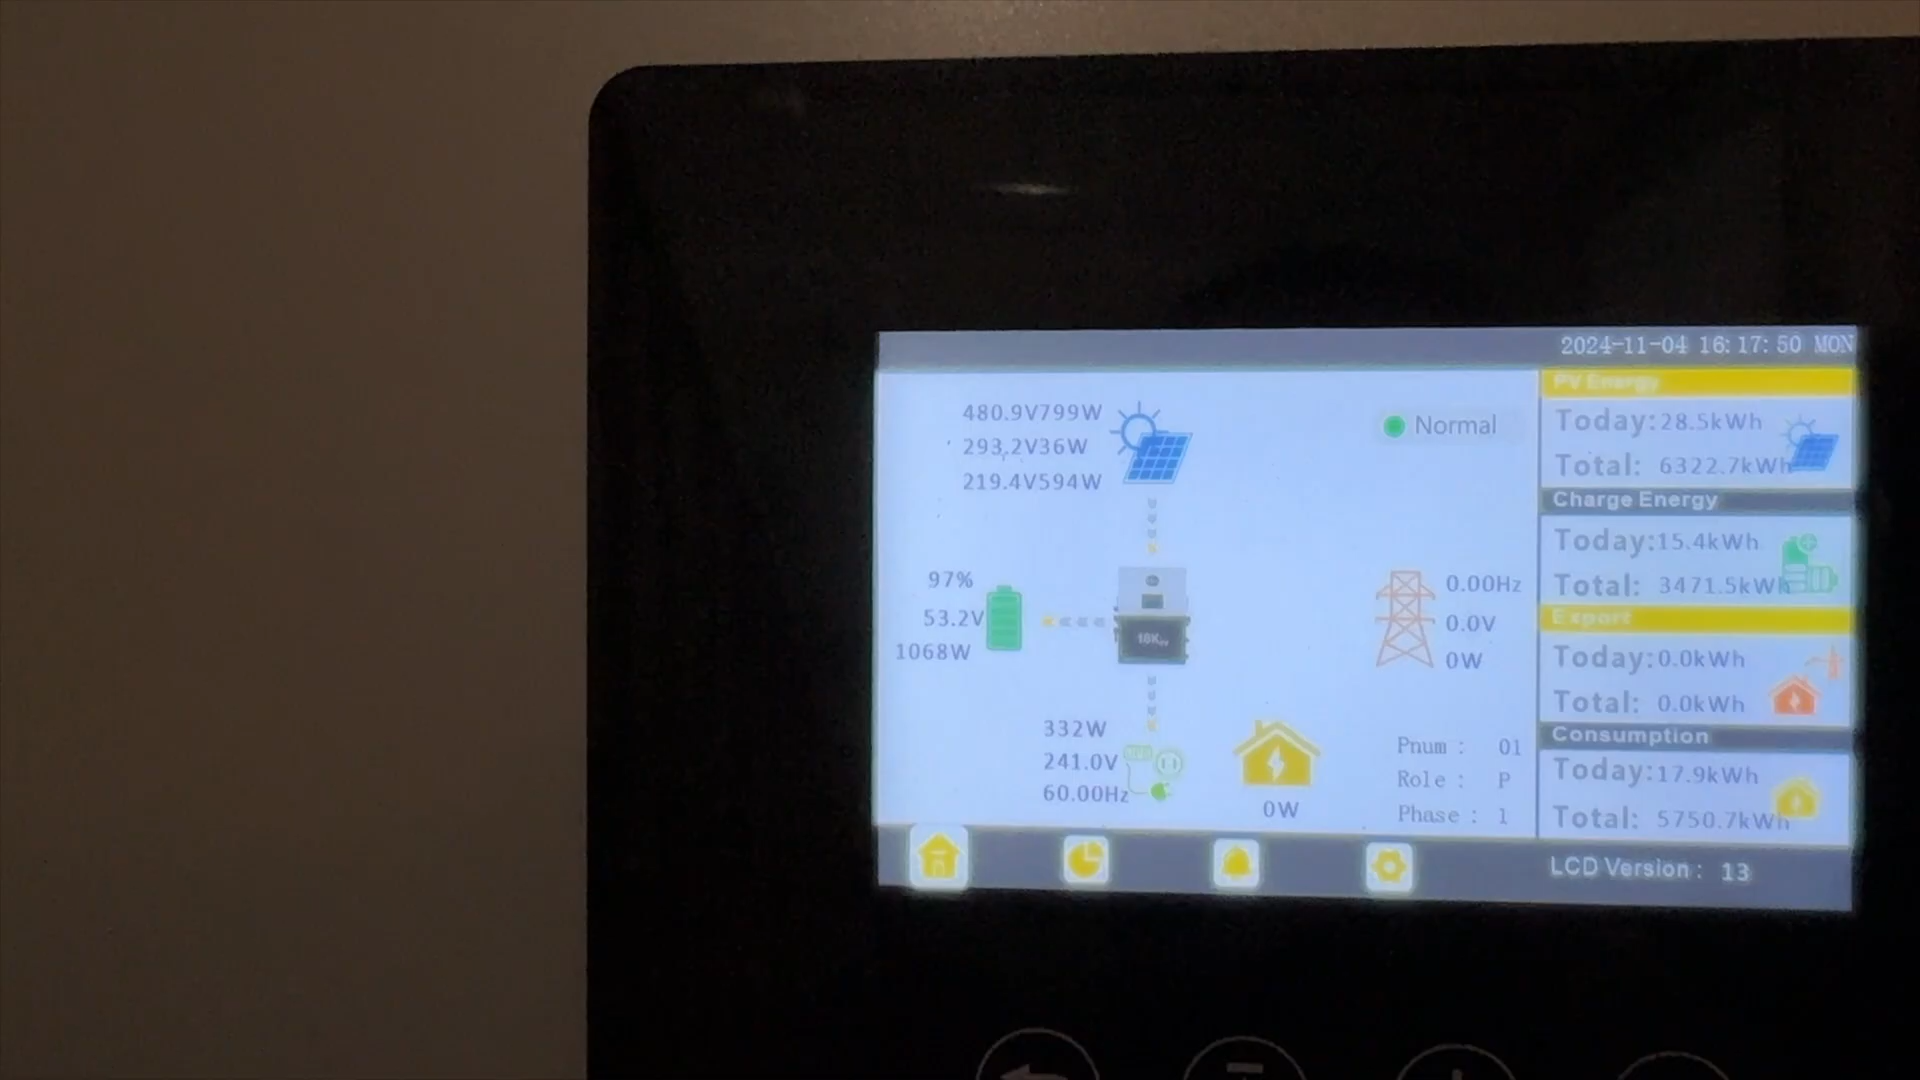 2024-11-04 16:17:50 MON
480.9V799W
293.2V36W
219.4V594W
Normal
97%
53.2V
1068W
18K
0.00Hz
0.0V
0W
332W
241.0V
60.00Hz
0W
Pnum : 01
Role : P
Phase : 1
PV Energy
Today:28.5kWh
Total: 6322.7kWh
Charge Energy
Today:15.4kWh
Total: 3471.5kWh
Export
Today:0.0kWh
Total: 0.0kWh
Consumption
Today:17.9kWh
Total: 5750.7kWh
LCD Version : 13